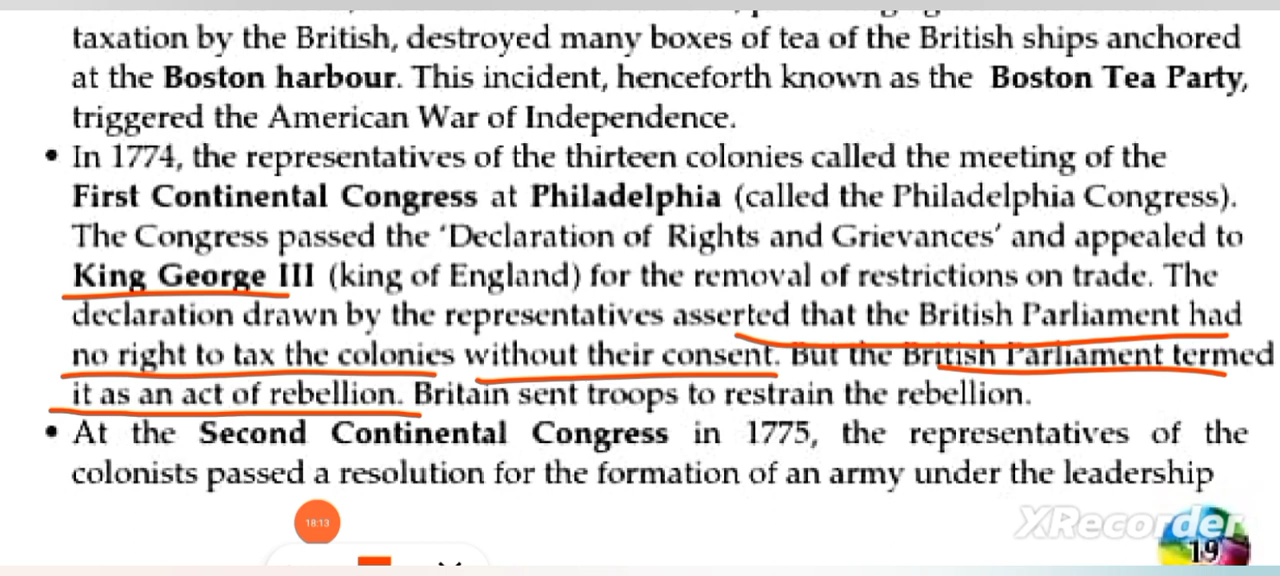 taxation by the British, destroyed many boxes of tea of the British ships anchored
at the Boston harbour. This incident, henceforth known as the Boston Tea Party,
triggered the American War of Independence.
• In 1774, the representatives of the thirteen colonies called the meeting of the
First Continental Congress at Philadelphia (called the Philadelphia Congress).
The Congress passed the ‘Declaration of Rights and Grievances’ and appealed to
King George III (king of England) for the removal of restrictions on trade. The
declaration drawn by the representatives asserted that the British Parliament had
no right to tax the colonies without their consent. But the British Parliament termed
it as an act of rebellion. Britain sent troops to restrain the rebellion.
• At the Second Continental Congress in 1775, the representatives of the
colonists passed a resolution for the formation of an army under the leadership
18:13
XRecorder
19